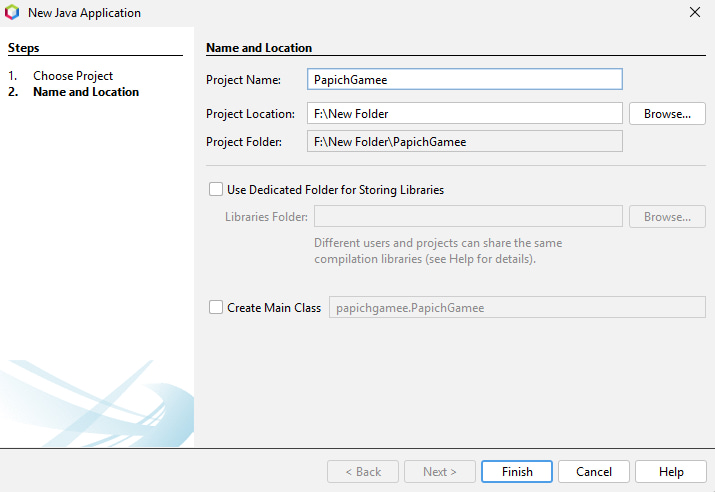 New Java Application
Steps
1. Choose Project
2. Name and Location
Name and Location
Project Name: PapichGamee
Project Location: F:\New Folder Browse...
Project Folder: F:\New Folder\PapichGamee
Use Dedicated Folder for Storing Libraries
Libraries Folder: Browse...
Different users and projects can share the same
compilation libraries (see Help for details).
Create Main Class papichgamee.PapichGamee
< Back Next > Finish Cancel Help